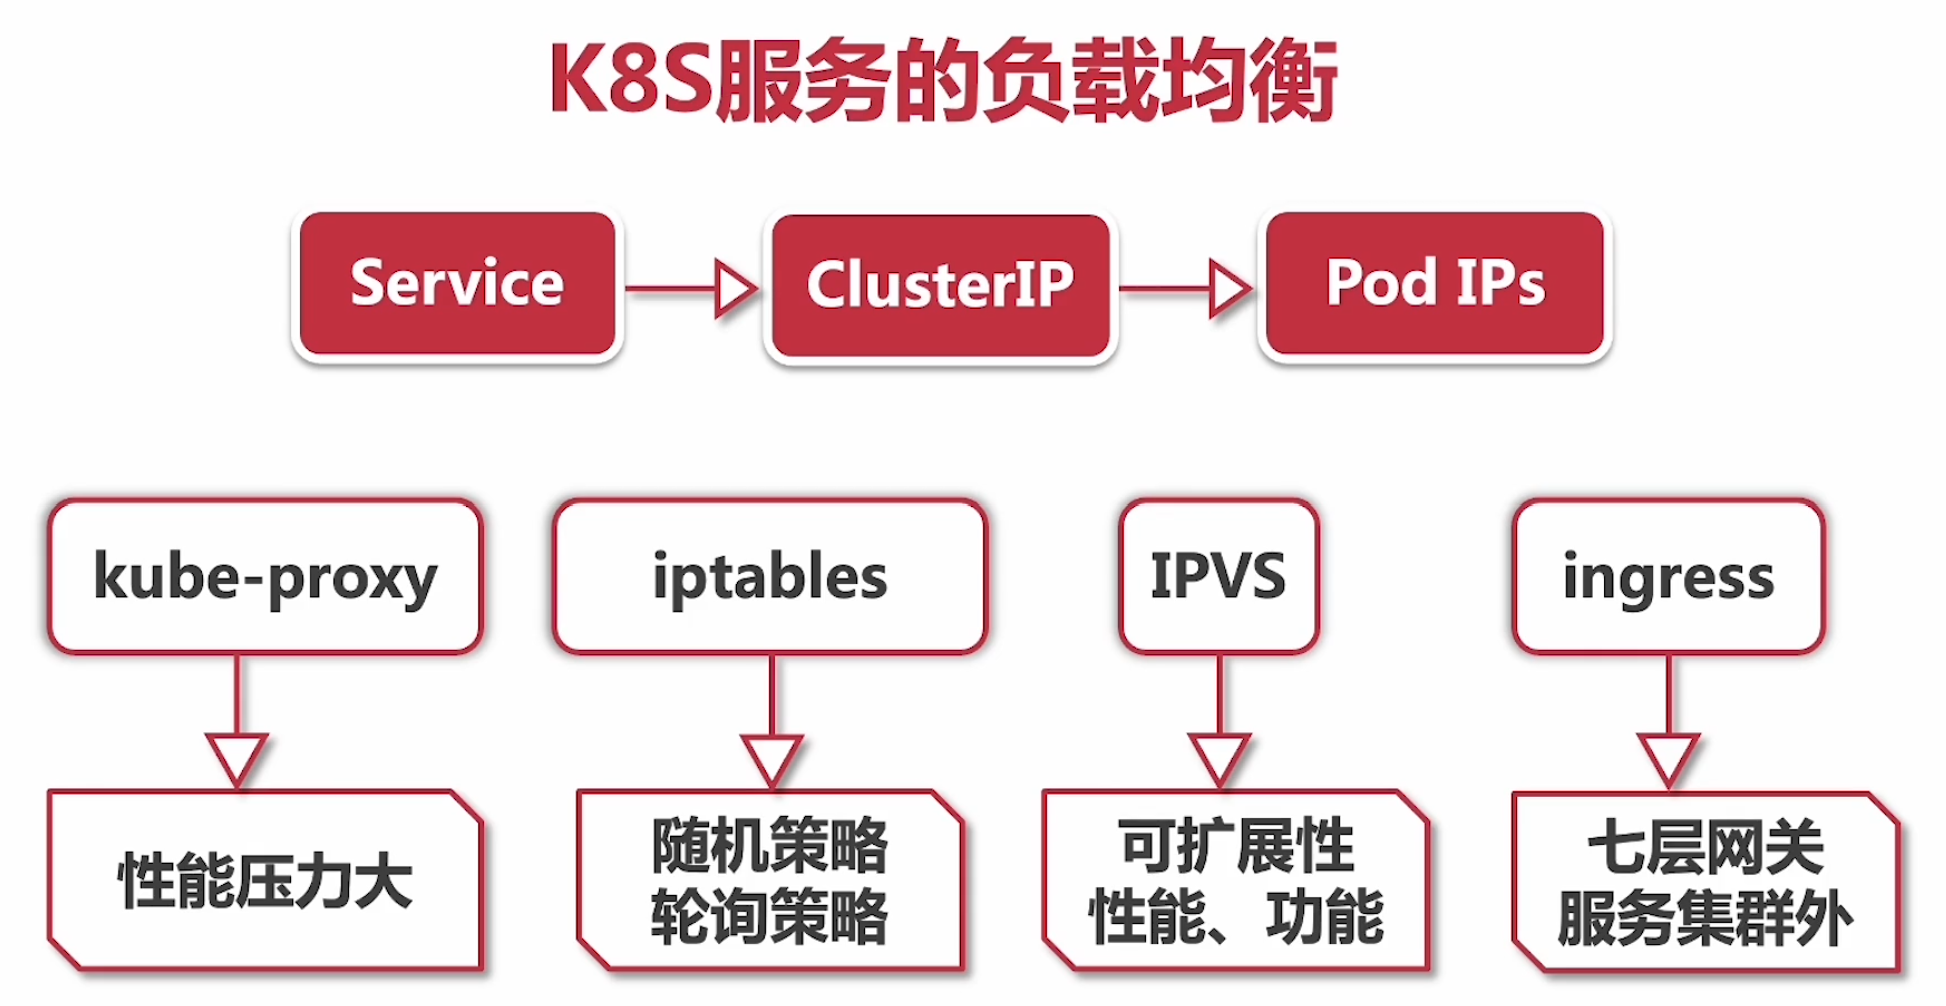 K8S服务的负载均衡
Service
ClusterIP
Pod IPs
kube-proxy
iptables
IPVS
ingress
性能压力大
随机策略
轮询策略
可扩展性
性能、功能
七层网关
服务集群外